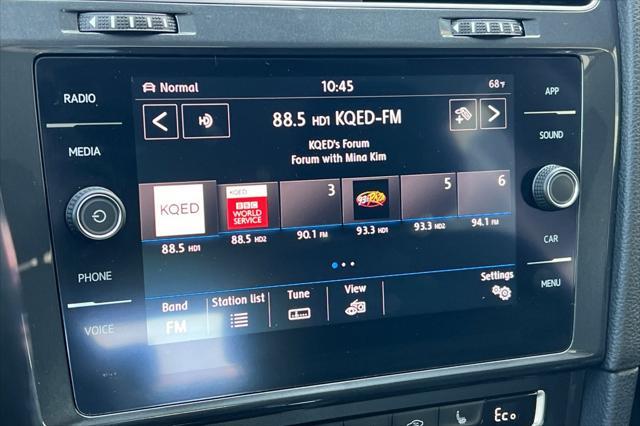 Normal 10:45 68°F
RADIO
APP
88.5 HD1 KQED-FM
MEDIA
SOUND
KQED's Forum
Forum with Mina Kim
KQED
KQED
BBC
WORLD
SERVICE
3
5
6
88.5 HD1 88.5 HD2 90.1 FM 93.3 HD1 93.3 HD2 94.1 FM
CAR
PHONE
MENU
Band Station list Tune View Settings
FM
VOICE
Eco